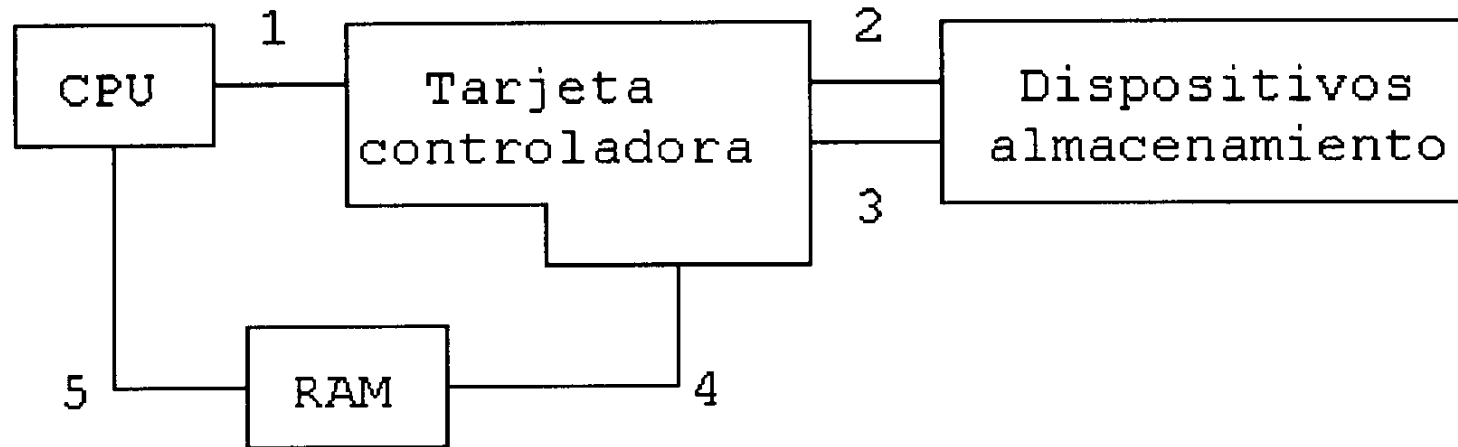 1
2
CPU
Tarjeta
controladora
Dispositivos
almacenamiento
3
5
RAM
4